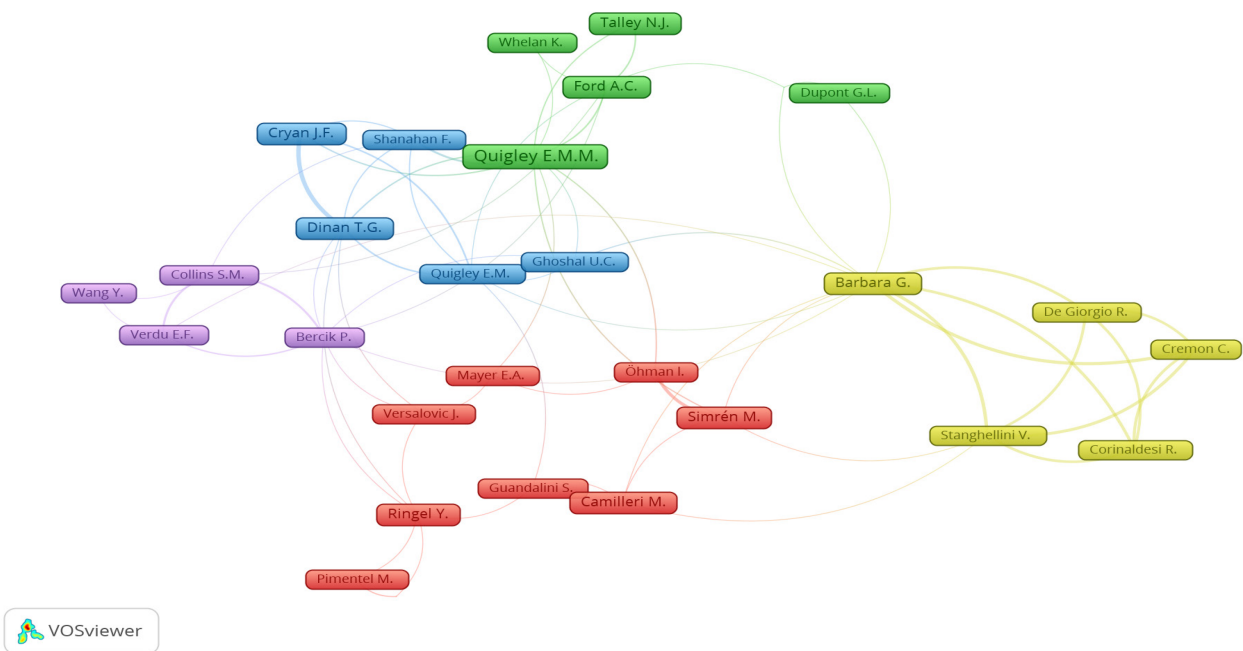 Talley N.J.
Whelan K.
Ford A.C.
Dupont G.L.
Cryan J.F.
Shanahan F.
Quigley E.M.M.
Dinan T.G.
Ghoshal U.C.
Collins S.M.
Quigley E.M.
Barbara G.
Wang Y.
De Giorgio R.
Verdu E.F.
Bercik P.
Cremon C.
Mayer E.A.
Öhman I.
Versalovic J.
Simrén M.
Stanghellini V.
Corinaldesi R.
Guandalini S.
Camilleri M.
Ringel Y.
Pimentel M.
VOSviewer